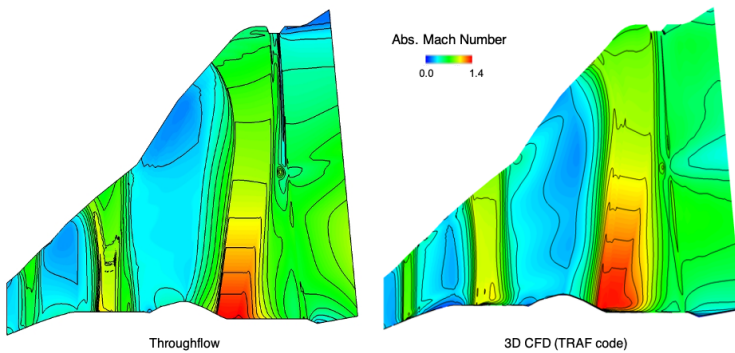 Abs. Mach Number
0.0 1.4
Throughflow
3D CFD (TRAF code)